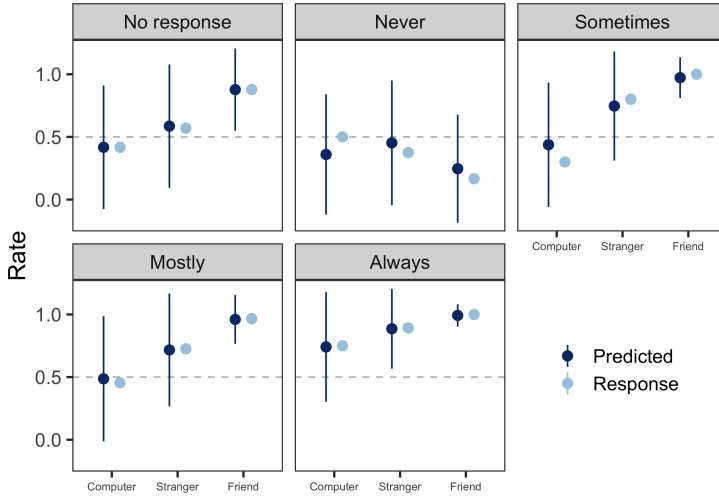 No response
Never
Sometimes
1.0
0.5
0.0
Computer Stranger Friend
Rate
Mostly
Always
1.0
0.5
0.0
Computer Stranger Friend
Computer Stranger Friend
Predicted
Response